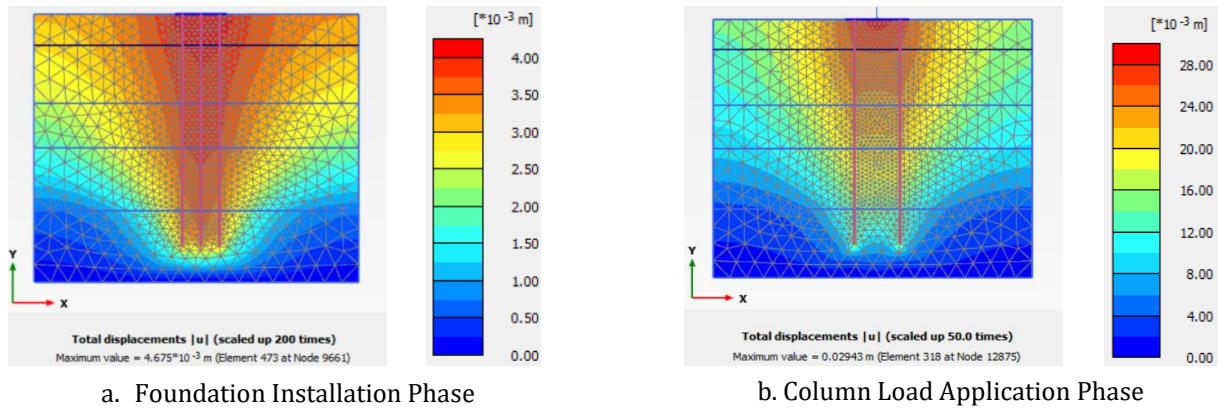 [*10 -3 m]
4.00
3.50
3.00
2.50
2.00
1.50
1.00
0.50
0.00
Y
X
Total displacements |u| (scaled up 200 times)
Maximum value = 4.675*10 -3 m (Element 473 at Node 9661)
a. Foundation Installation Phase
[*10 -3 m]
28.00
24.00
20.00
16.00
12.00
8.00
4.00
0.00
Y
X
Total displacements |u| (scaled up 50.0 times)
Maximum value = 0.02943 m (Element 318 at Node 12875)
b. Column Load Application Phase